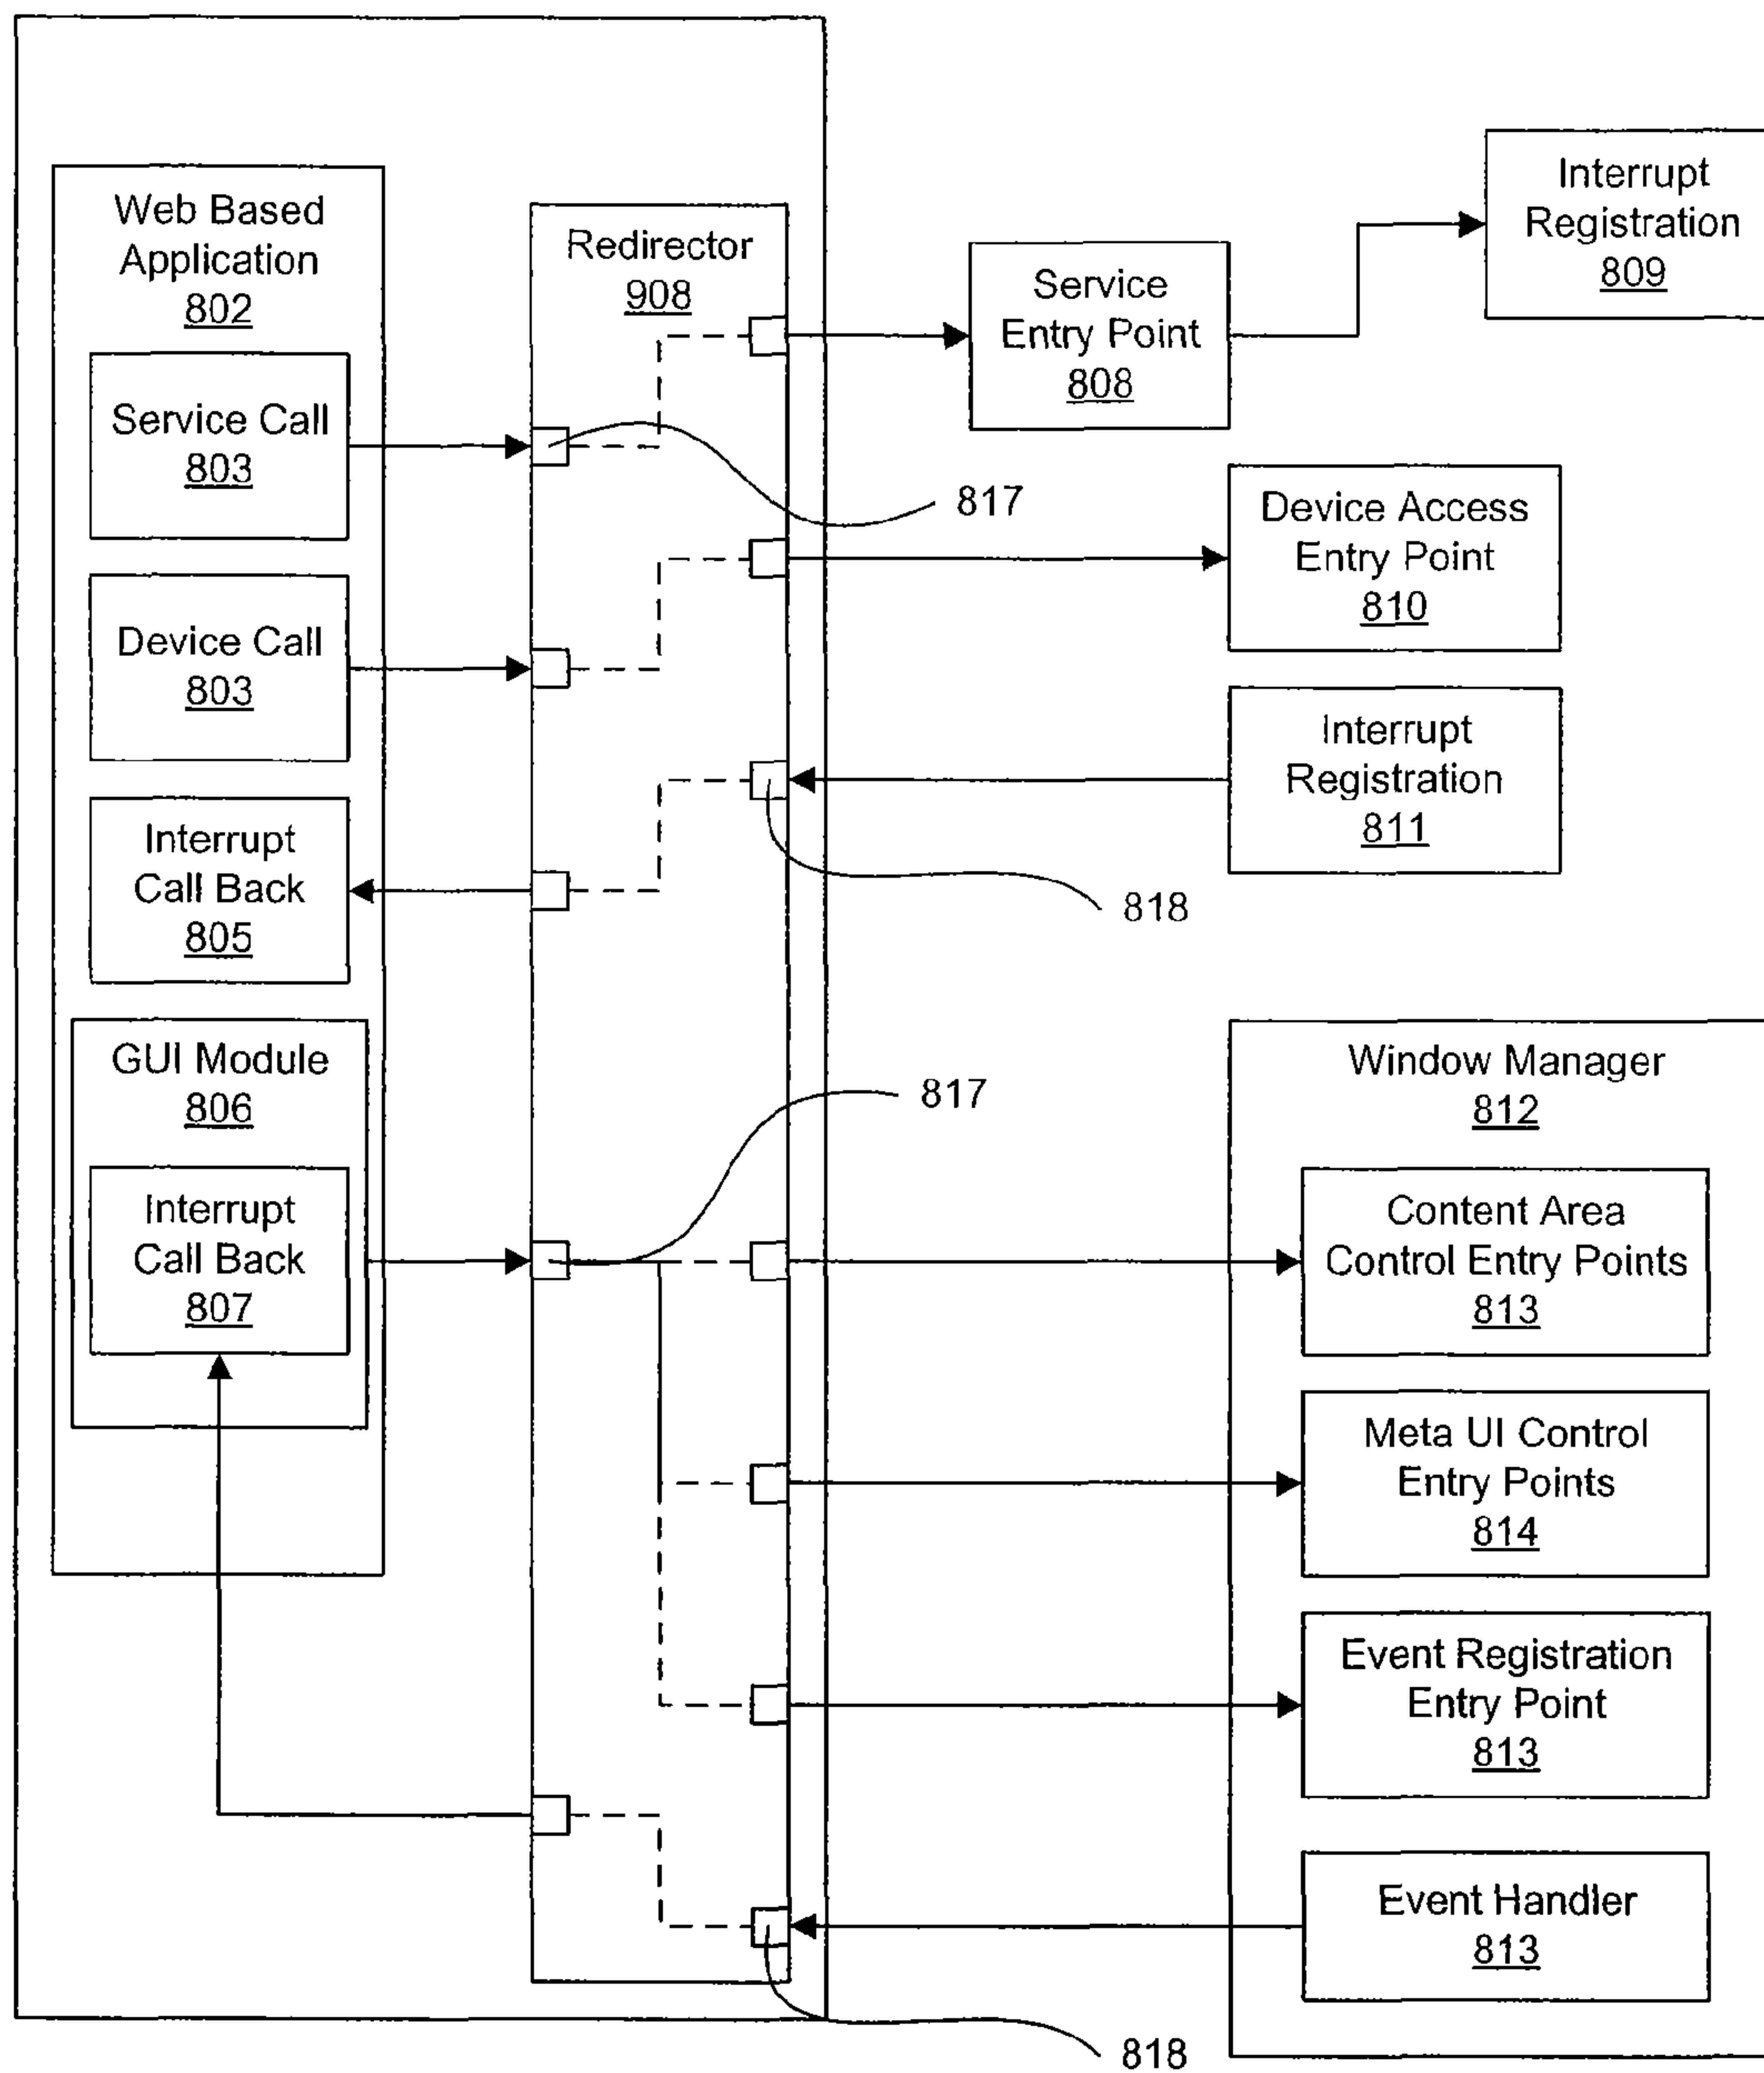 Web Based
Application
802
Service Call
803
Device Call
803
Interrupt
Call Back
805
GUI Module
806
Interrupt
Call Back
807
Redirector
908
817
818
817
818
Service
Entry Point
808
Interrupt
Registration
809
Device Access
Entry Point
810
Interrupt
Registration
811
Window Manager
812
Content Area
Control Entry Points
813
Meta UI Control
Entry Points
814
Event Registration
Entry Point
813
Event Handler
813